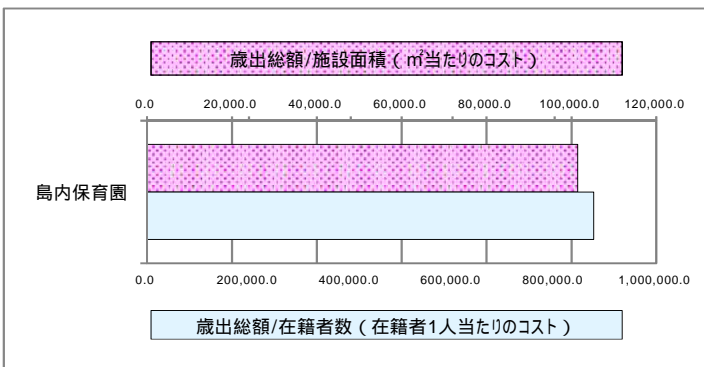 歳出総額/施設面積（㎡当たりのコスト）
0.0 20,000.0 40,000.0 60,000.0 80,000.0 100,000.0 120,000.0
島内保育園
0.0 200,000.0 400,000.0 600,000.0 800,000.0 1,000,000.0
歳出総額/在籍者数（在籍者1人当たりのコスト）